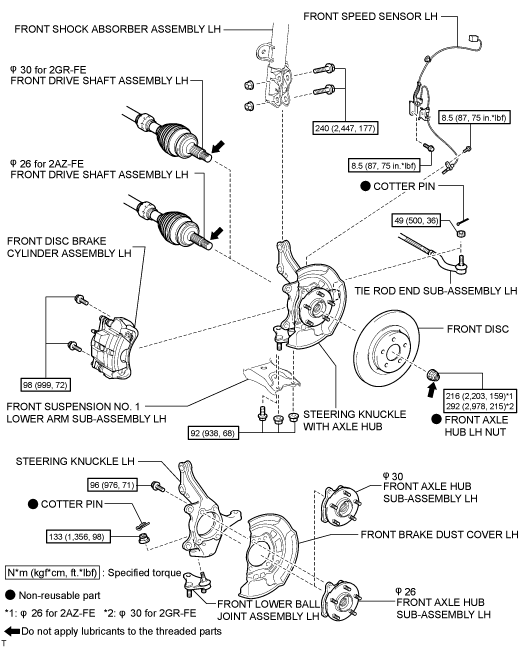 FRONT SPEED SENSOR LH
FRONT SHOCK ABSORBER ASSEMBLY LH
φ 30 for 2GR-FE
FRONT DRIVE SHAFT ASSEMBLY LH
8.5 (87, 75 in.*lbf)
240 (2,447, 177)
8.5 (87, 75 in.*lbf)
φ 26 for 2AZ-FE
FRONT DRIVE SHAFT ASSEMBLY LH
COTTER PIN
49 (500, 36)
FRONT DISC BRAKE
CYLINDER ASSEMBLY LH
TIE ROD END SUB-ASSEMBLY LH
FRONT DISC
98 (999, 72)
216 (2,203, 159)*1
292 (2,978, 215)*2
FRONT SUSPENSION NO. 1
LOWER ARM SUB-ASSEMBLY LH
STEERING KNUCKLE
WITH AXLE HUB
FRONT AXLE
HUB LH NUT
92 (938, 68)
STEERING KNUCKLE LH
96 (976, 71)
φ 30
FRONT AXLE HUB
SUB-ASSEMBLY LH
COTTER PIN
133 (1,356, 98)
FRONT BRAKE DUST COVER LH
N*m (kgf*cm, ft.*lbf) : Specified torque
Non-reusable part
φ 26
FRONT AXLE HUB
SUB-ASSEMBLY LH
FRONT LOWER BALL
JOINT ASSEMBLY LH
*1: φ 26 for 2AZ-FE *2: φ 30 for 2GR-FE
Do not apply lubricants to the threaded parts
T